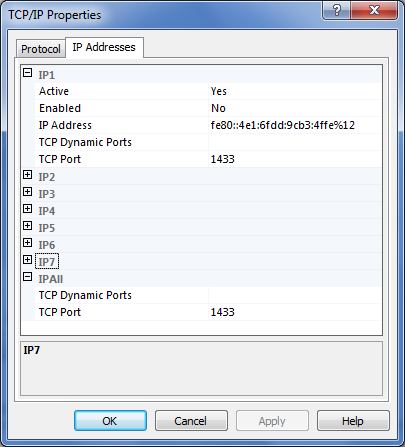 TCP/IP Properties
Protocol IP Addresses
IP1
Active Yes
Enabled No
IP Address fe80::4e1:6fdd:9cb3:4ffe%12
TCP Dynamic Ports
TCP Port 1433
IP2
IP3
IP4
IP5
IP6
IP7
IPAll
TCP Dynamic Ports
TCP Port 1433
IP7
OK Cancel Apply Help